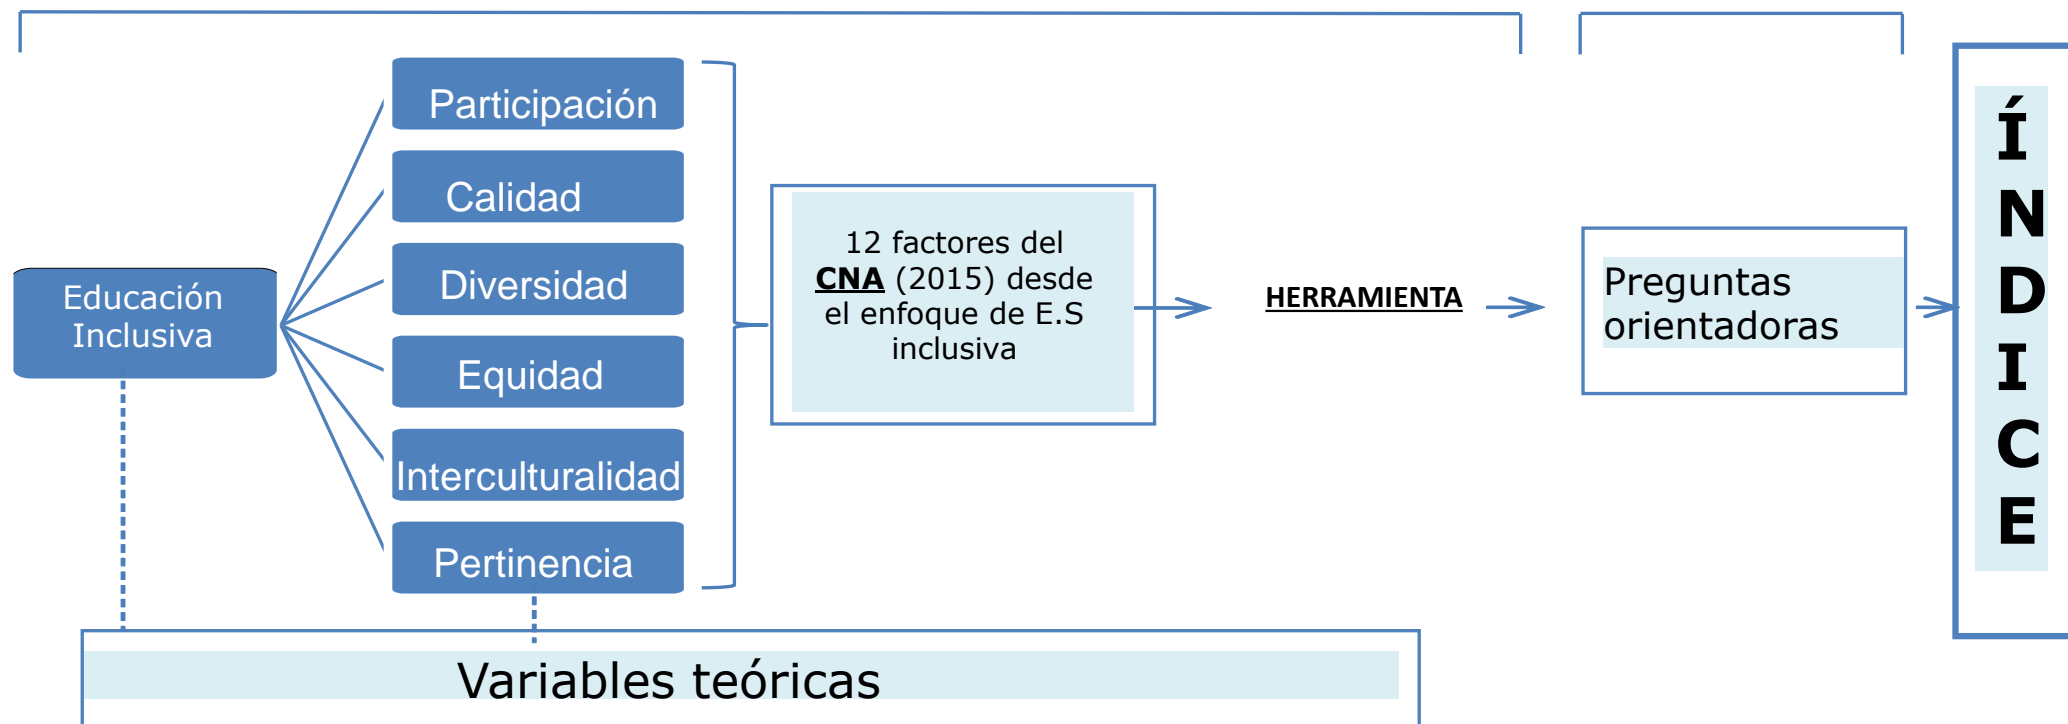 Educación
Inclusiva
Participación
Calidad
Diversidad
Equidad
Interculturalidad
Pertinencia
12 factores del
CNA (2015) desde
el enfoque de E.S
inclusiva
HERRAMIENTA
Preguntas
orientadoras
Í
N
D
I
C
E
Variables teóricas